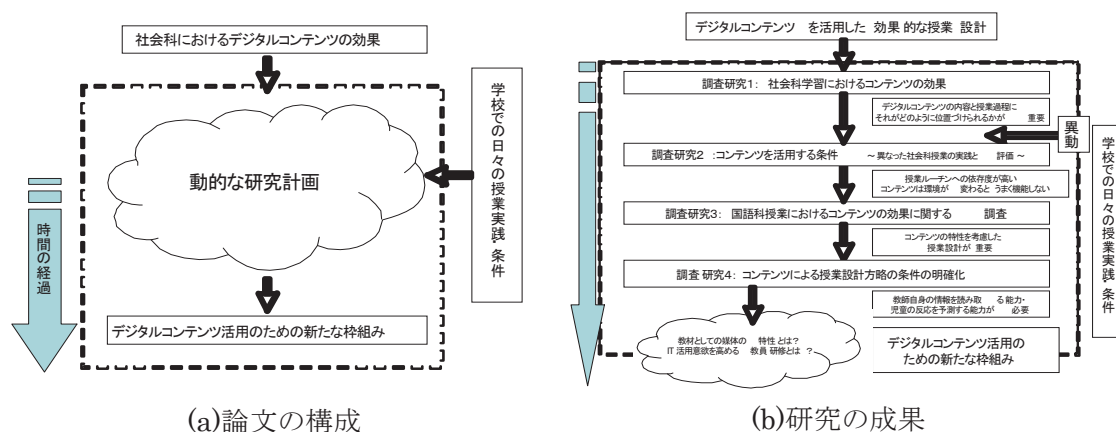 社会科におけるデジタルコンテンツの効果
動的な研究計画
デジタルコンテンツ活用のための新たな枠組み
時間の経過
学校での日々の授業実践・条件
(a)論文の構成
デジタルコンテンツ を活用した 効果 的な授業 設計
調査研究1: 社会科学習におけるコンテンツの効果
デジタルコンテンツの内容と授業過程に
それがどのように位置づけられるかが 重要
異動
調査研究2 :コンテンツを活用する条件 ~ 異なった社会科授業の実践と 評価 ~
授業ルーチンへの依存度が高い
コンテンツは環境が 変わると うまく機能しない
調査研究3: 国語科授業におけるコンテンツの効果に関する 調査
コンテンツの特性を考慮した
授業設計が 重要
調査 研究4: コンテンツによる授業設計方略の条件の明確化
教師自身の情報を読み取 る 能力・
児童の反応を予測する能力が 必要
教材としての媒体の 特性 とは?
IT 活用意欲を高める 教員 研修とは ?
デジタルコンテンツ活用の
ための新たな枠組み
学校での日々の授業実践・条件
(b)研究の成果